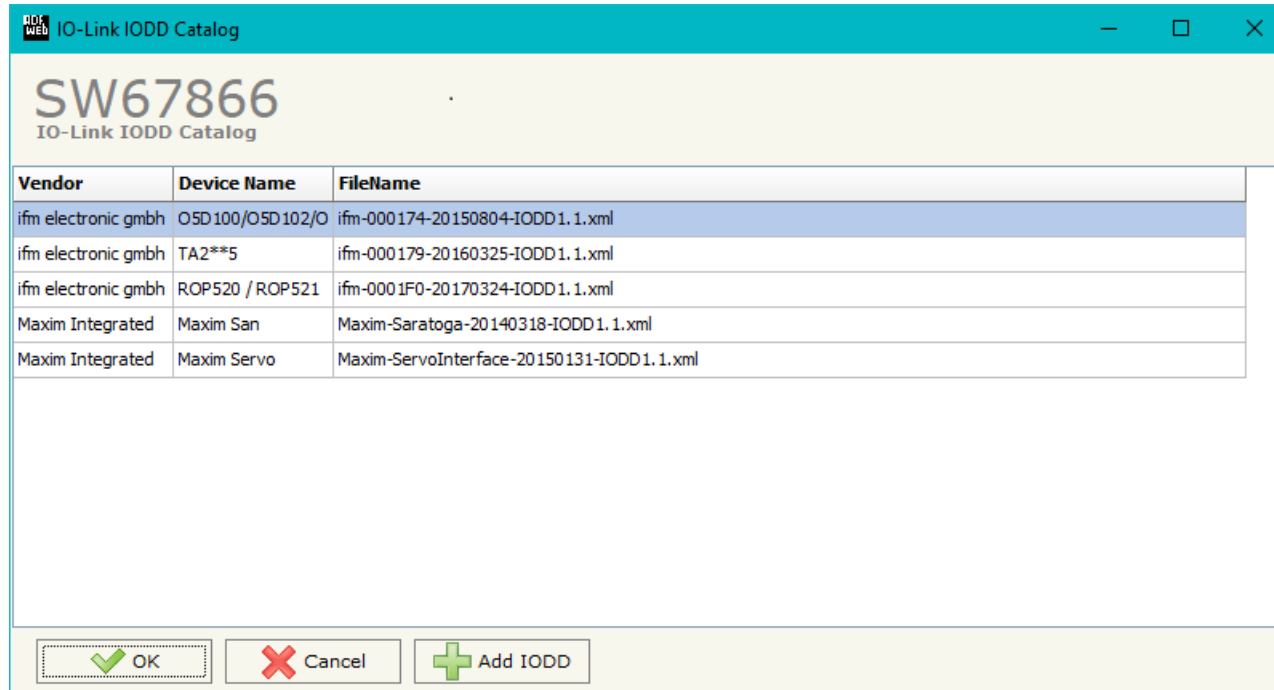 ADF WEB IO-Link IODD Catalog
SW67866
IO-Link IODD Catalog
Vendor Device Name FileName
ifm electronic gmbh O5D100/O5D102/O ifm-000174-20150804-IODD1.1.xml
ifm electronic gmbh TA2**5 ifm-000179-20160325-IODD1.1.xml
ifm electronic gmbh ROP520 / ROP521 ifm-0001F0-20170324-IODD1.1.xml
Maxim Integrated Maxim San Maxim-Saratoga-20140318-IODD1.1.xml
Maxim Integrated Maxim Servo Maxim-ServoInterface-20150131-IODD1.1.xml
OK Cancel Add IODD